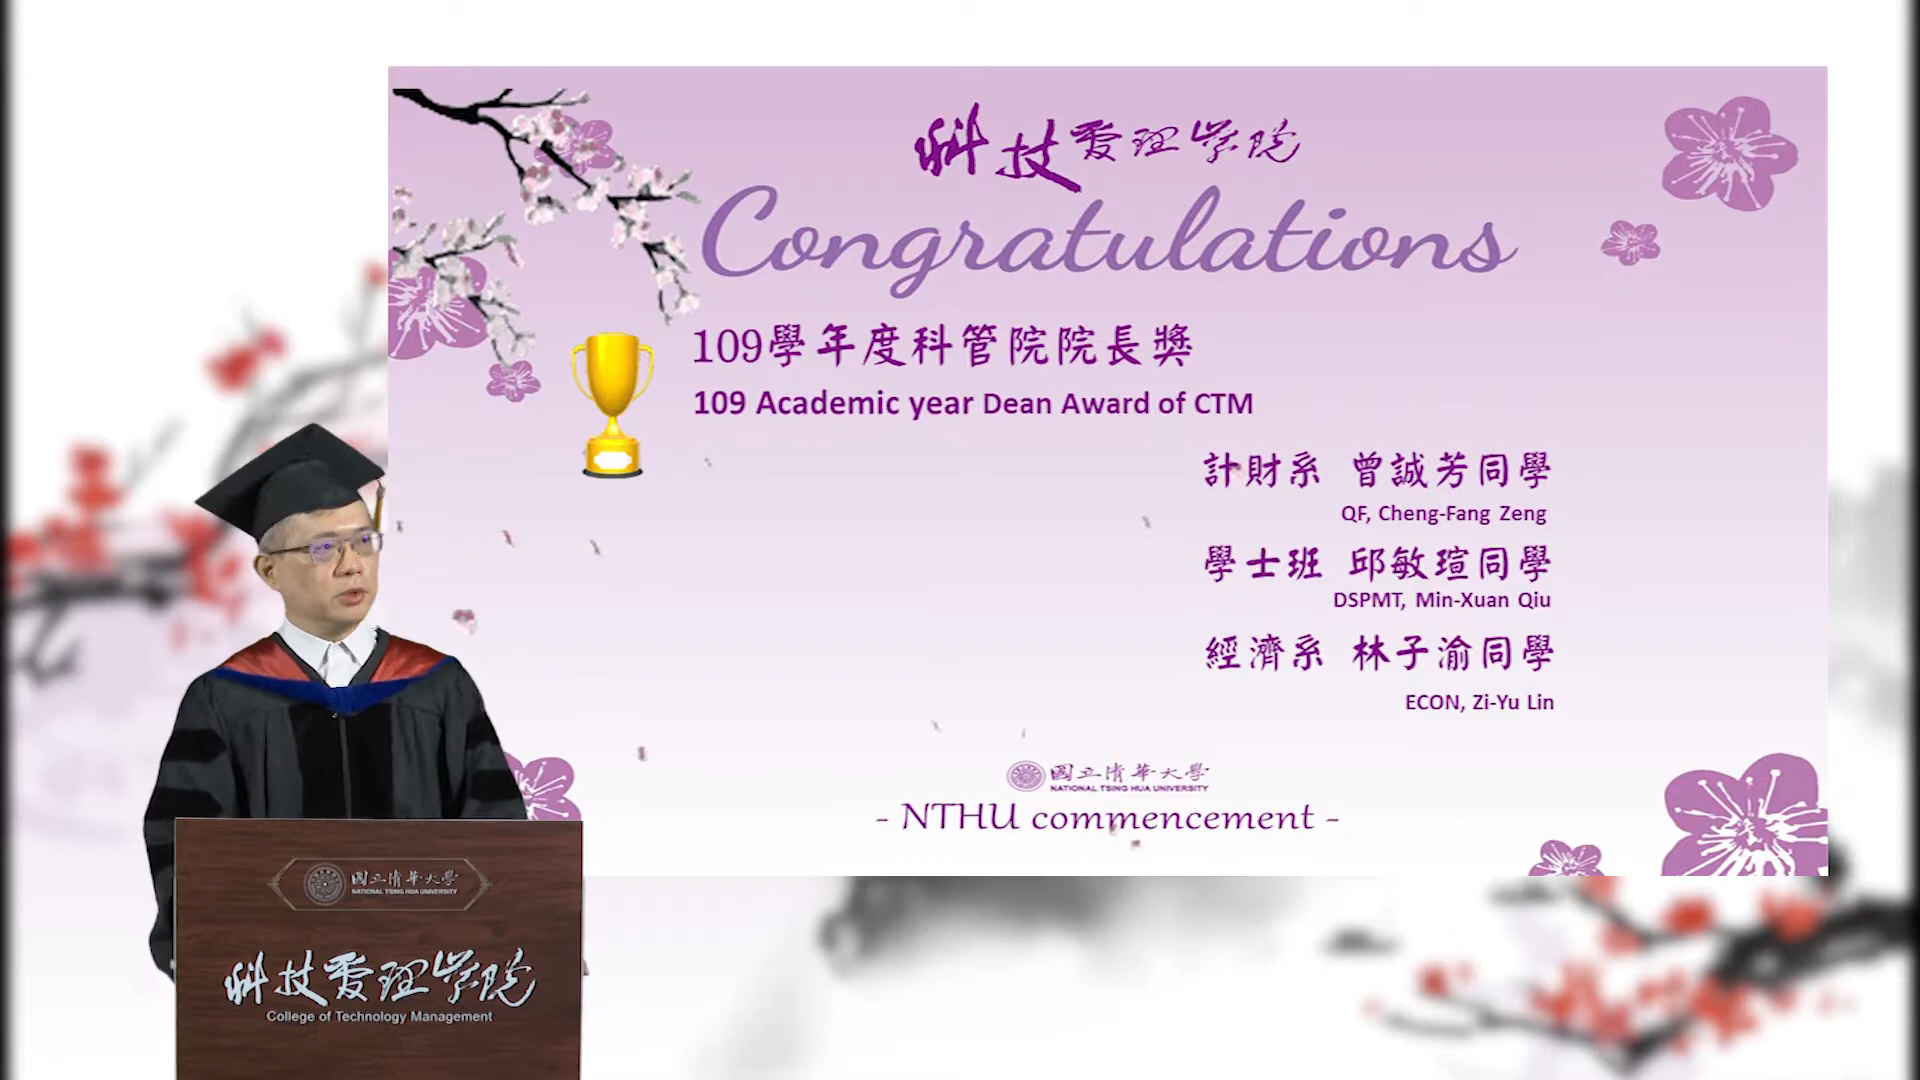 科技管理學院
Congratulations
109學年度科管院院長獎
109 Academic year Dean Award of CTM
計財系 曾誠芳同學
QF, Cheng-Fang Zeng
學士班 邱敏瑄同學
DSPMT, Min-Xuan Qiu
經濟系 林子渝同學
ECON, Zi-Yu Lin
國立清華大學
NATIONAL TSING HUA UNIVERSITY
- NTHU commencement -
國立清華大學
NATIONAL TSING HUA UNIVERSITY
科技管理學院
College of Technology Management